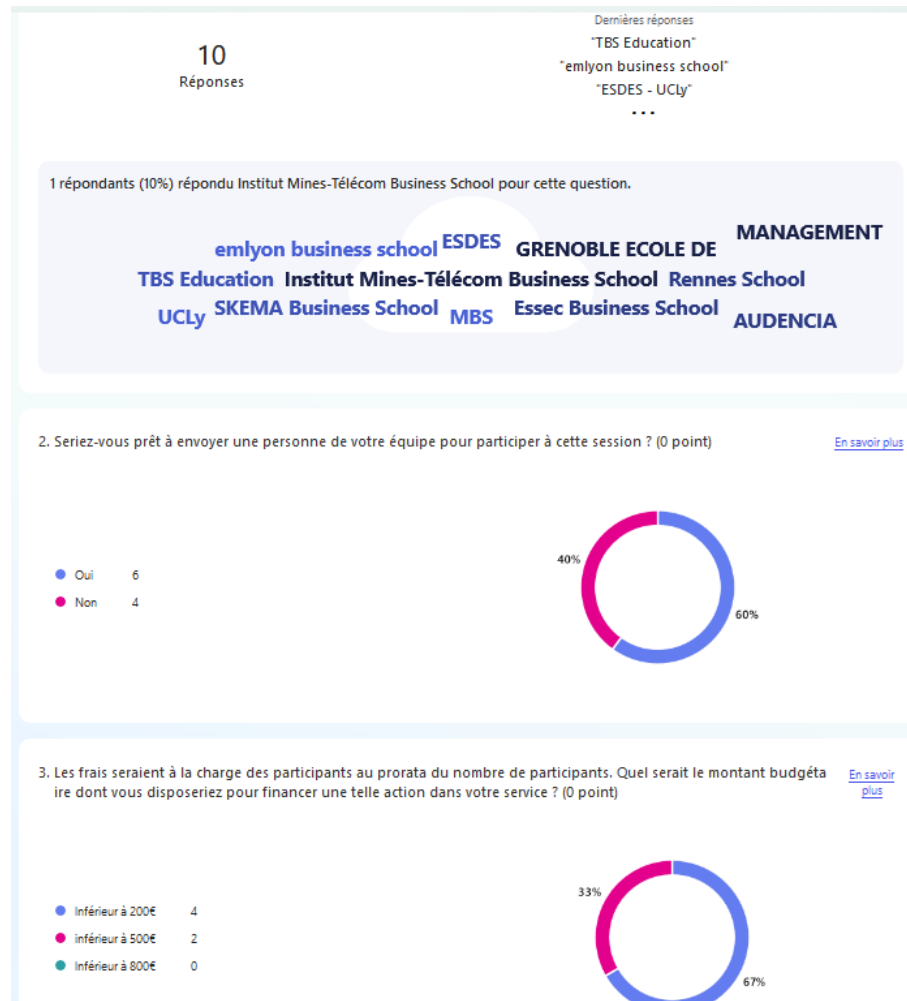 10
Réponses
Dernières réponses
"TBS Education"
"emlyon business school"
"ESDES - UCLy"
...
1 répondants (10%) répondu Institut Mines-Télécom Business School pour cette question.
emlyon business school ESDES GRENOBLE ECOLE DE MANAGEMENT
TBS Education Institut Mines-Télécom Business School Rennes School
UCLy SKEMA Business School MBS Essec Business School AUDENCIA
2. Seriez-vous prêt à envoyer une personne de votre équipe pour participer à cette session ? (0 point)
En savoir plus
Oui 6
Non 4
40%
60%
3. Les frais seraient à la charge des participants au prorata du nombre de participants. Quel serait le montant budgéta
ire dont vous disposeriez pour financer une telle action dans votre service ? (0 point)
En savoir
plus
Inférieur à 200€ 4
inférieur à 500€ 2
Inférieur à 800€ 0
33%
67%